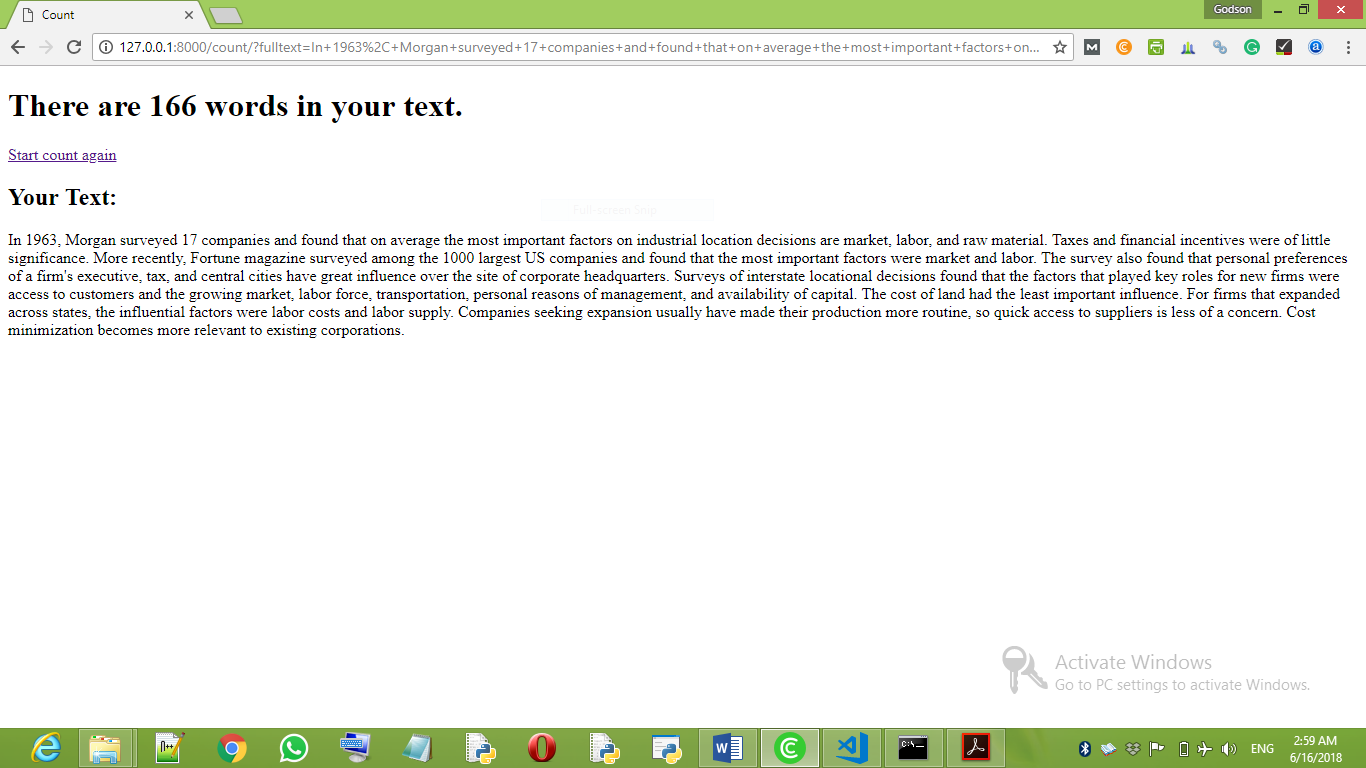 Count
Godson
127.0.0.1:8000/count/?fulltext=In+1963%2C+Morgan+surveyed+17+companies+and+found+that+on+average+the+most+important+factors+on...
There are 166 words in your text.
Start count again
Your Text:
In 1963, Morgan surveyed 17 companies and found that on average the most important factors on industrial location decisions are market, labor, and raw material. Taxes and financial incentives were of little
significance. More recently, Fortune magazine surveyed among the 1000 largest US companies and found that the most important factors were market and labor. The survey also found that personal preferences
of a firm's executive, tax, and central cities have great influence over the site of corporate headquarters. Surveys of interstate locational decisions found that the factors that played key roles for new firms were
access to customers and the growing market, labor force, transportation, personal reasons of management, and availability of capital. The cost of land had the least important influence. For firms that expanded
across states, the influential factors were labor costs and labor supply. Companies seeking expansion usually have made their production more routine, so quick access to suppliers is less of a concern. Cost
minimization becomes more relevant to existing corporations.
Activate Windows
Go to PC settings to activate Windows.
ENG
2:59 AM
6/16/2018